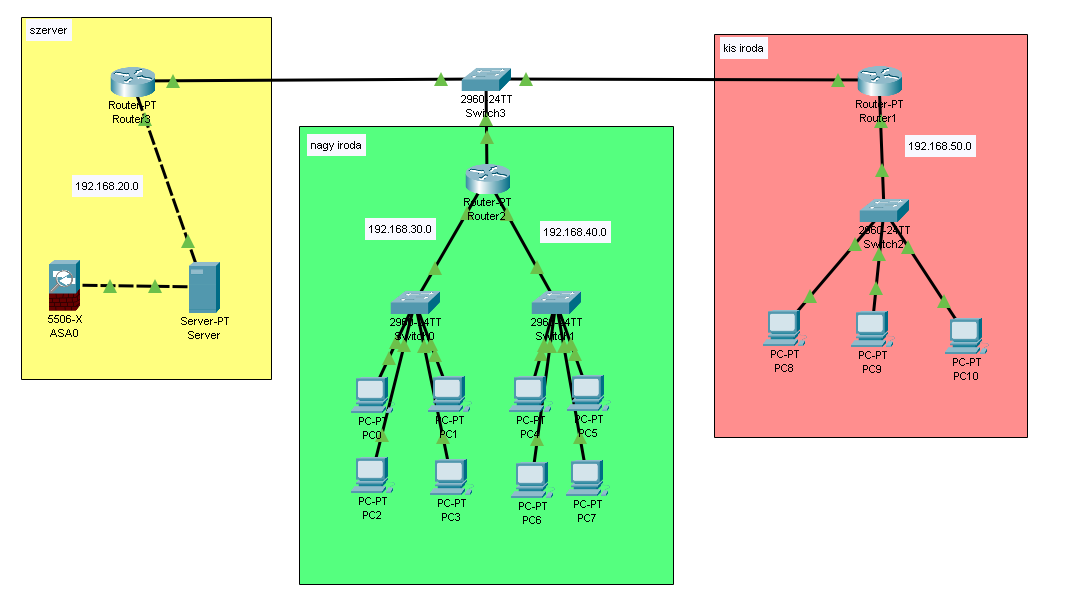 szerver
Router-PT
Router3
192.168.20.0
5506-X
ASA0
Server-PT
Server
2960-24TT
Switch3
nagy iroda
Router-PT
Router2
192.168.30.0
192.168.40.0
2960-24TT
Switch0
2960-24TT
Switch1
PC-PT
PC0
PC-PT
PC1
PC-PT
PC4
PC-PT
PC5
PC-PT
PC2
PC-PT
PC3
PC-PT
PC6
PC-PT
PC7
kis iroda
Router-PT
Router1
192.168.50.0
2960-24TT
Switch2
PC-PT
PC8
PC-PT
PC9
PC-PT
PC10